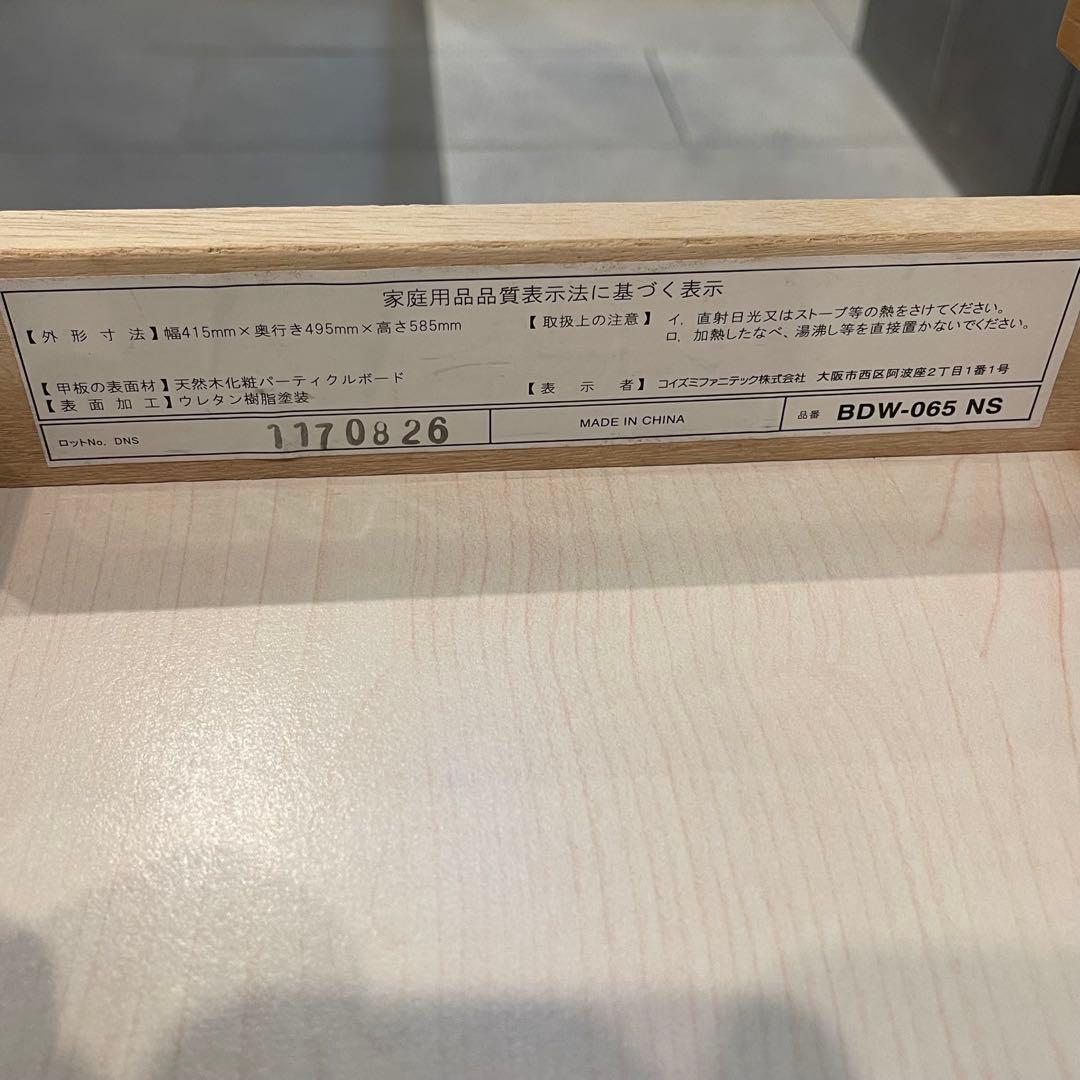 家庭用品品質表示法に基づく表示
【外形寸法】幅415mm×奥行き495mm×高さ585mm
【取扱上の注意】イ．直射日光又はストーブ等の熱をさけてください。
ロ．加熱したなべ、湯沸し等を直接置かないでください。
【甲板の表面材】天然木化粧パーティクルボード
【表面加工】ウレタン樹脂塗装
【表示者】コイズミファニテック株式会社 大阪市西区阿波座2丁目1番1号
ロットNo. DNS 1170826
MADE IN CHINA
品番 BDW-065 NS